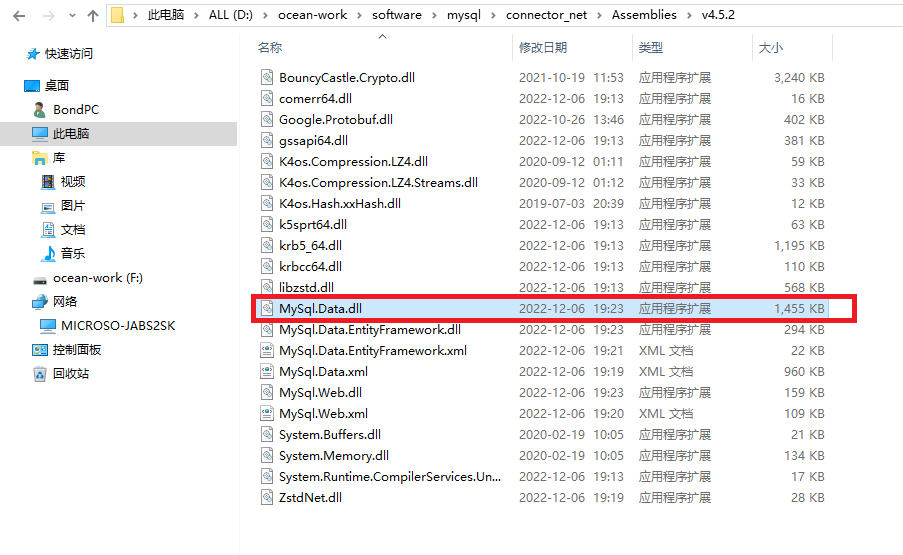 此电脑 › ALL (D:) › ocean-work › software › mysql › connector_net › Assemblies › v4.5.2
快速访问
桌面
BondPC
此电脑
库
视频
图片
文档
音乐
ocean-work (F:)
网络
MICROSO-JABS2SK
控制面板
回收站
名称 修改日期 类型 大小
BouncyCastle.Crypto.dll 2021-10-19 11:53 应用程序扩展 3,240 KB
comerr64.dll 2022-12-06 19:13 应用程序扩展 16 KB
Google.Protobuf.dll 2022-10-26 13:46 应用程序扩展 402 KB
gssapi64.dll 2022-12-06 19:13 应用程序扩展 381 KB
K4os.Compression.LZ4.dll 2020-09-12 01:11 应用程序扩展 59 KB
K4os.Compression.LZ4.Streams.dll 2020-09-12 01:12 应用程序扩展 33 KB
K4os.Hash.xxHash.dll 2019-07-03 20:39 应用程序扩展 12 KB
k5sprt64.dll 2022-12-06 19:13 应用程序扩展 63 KB
krb5_64.dll 2022-12-06 19:13 应用程序扩展 1,195 KB
krbcc64.dll 2022-12-06 19:13 应用程序扩展 110 KB
libzstd.dll 2022-12-06 19:13 应用程序扩展 568 KB
MySql.Data.dll 2022-12-06 19:23 应用程序扩展 1,455 KB
MySql.Data.EntityFramework.dll 2022-12-06 19:23 应用程序扩展 294 KB
MySql.Data.EntityFramework.xml 2022-12-06 19:21 XML 文档 22 KB
MySql.Data.xml 2022-12-06 19:19 XML 文档 960 KB
MySql.Web.dll 2022-12-06 19:23 应用程序扩展 159 KB
MySql.Web.xml 2022-12-06 19:20 XML 文档 109 KB
System.Buffers.dll 2020-02-19 10:05 应用程序扩展 21 KB
System.Memory.dll 2020-02-19 10:05 应用程序扩展 134 KB
System.Runtime.CompilerServices.Un... 2022-12-06 19:13 应用程序扩展 17 KB
ZstdNet.dll 2022-12-06 19:19 应用程序扩展 28 KB